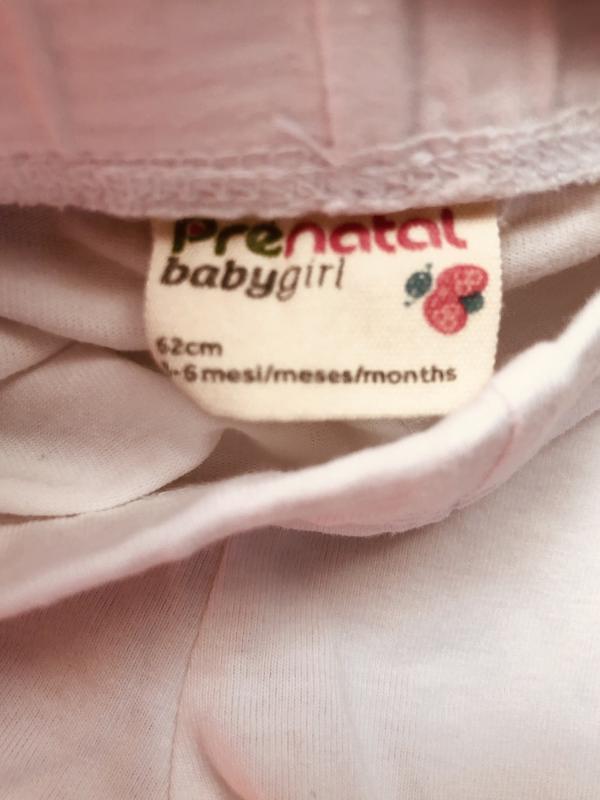 Prenatal
babygirl
62cm
-6 mesi/meses/months